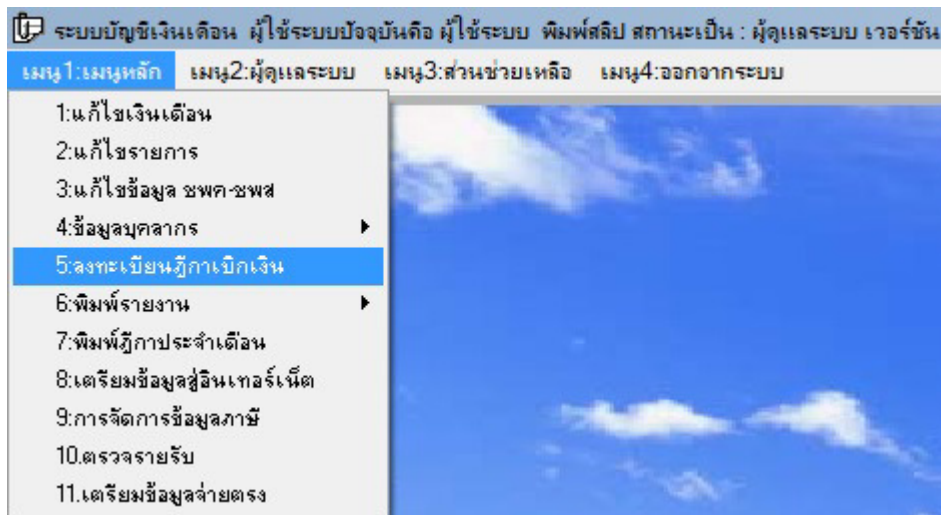 ระบบบัญชีเงินเดือน ผู้ใช้ระบบปัจจุบันคือ ผู้ใช้ระบบ พิมพ์สลิป สถานะเป็น : ผู้ดูแลระบบ เวอร์ชัน
เมนู1:เมนูหลัก เมนู2:ผู้ดูแลระบบ เมนู3:ส่วนช่วยเหลือ เมนู4:ออกจากระบบ
1:แก้ไขเงินเดือน
2:แก้ไขรายการ
3:แก้ไขข้อมูล ชพค-ชพส
4:ข้อมูลบุคลากร
5:ลงทะเบียนฎีกาเบิกเงิน
6:พิมพ์รายงาน
7:พิมพ์ฎีกาประจำเดือน
8:เตรียมข้อมูลสู่อินเทอร์เน็ต
9:การจัดการข้อมูลภาษี
10.ตรวจรายรับ
11.เตรียมข้อมูลจ่ายตรง